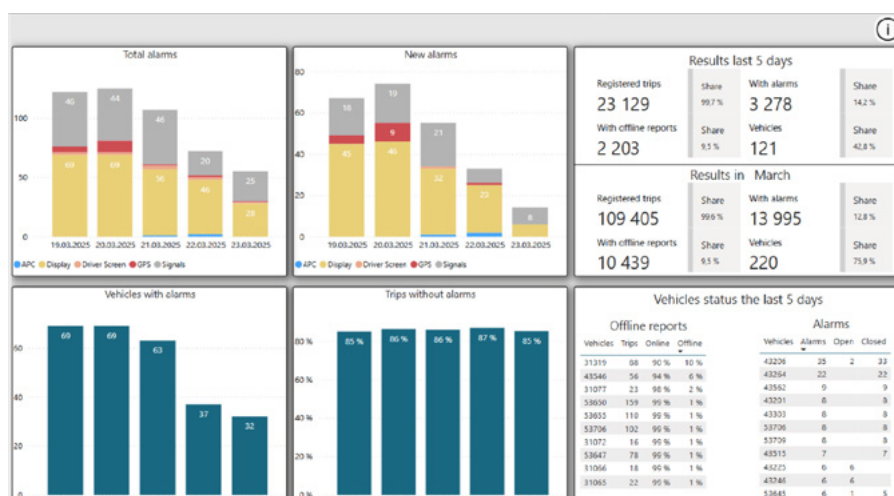 Total alarms
100
50
0
46
69
44
69
46
56
20
46
25
28
19.03.2025 20.03.2025 21.03.2025 22.03.2025 23.03.2025
APC Display Driver Screen GPS Signals
New alarms
80
60
40
20
0
18
45
19
9
46
21
32
23
8
19.03.2025 20.03.2025 21.03.2025 22.03.2025 23.03.2025
APC Display Driver Screen GPS Signals
Results last 5 days
Registered trips Share With alarms Share
23 129 99,7 % 3 278 14,2 %
With offline reports Share Vehicles Share
2 203 9,5 % 121 42,8 %
Results in March
Registered trips Share With alarms Share
109 405 99,6 % 13 995 12,8 %
With offline reports Share Vehicles Share
10 439 9,5 % 220 75,9 %
Vehicles with alarms
60
40
20
0
69 69 63 37 32
Trips without alarms
80 %
60 %
40 %
20 %
0 %
85 % 86 % 86 % 87 % 85 %
Vehicles status the last 5 days
Offline reports
Vehicles Trips Online Offline
31319 88 90 % 10 %
43546 56 94 % 6 %
31077 23 98 % 2 %
53650 159 99 % 1 %
53655 110 99 % 1 %
53706 102 99 % 1 %
31072 16 99 % 1 %
53647 78 99 % 1 %
31066 18 99 % 1 %
31065 22 99 % 1 %
Alarms
Vehicles Alarms Open Closed
43206 35 2 33
43264 22 22
43562 9 9
43201 8 8
43303 8 8
53706 8 8
53709 8 8
43515 7 7
43225 6 6
43246 6 6
53645 6 1 5